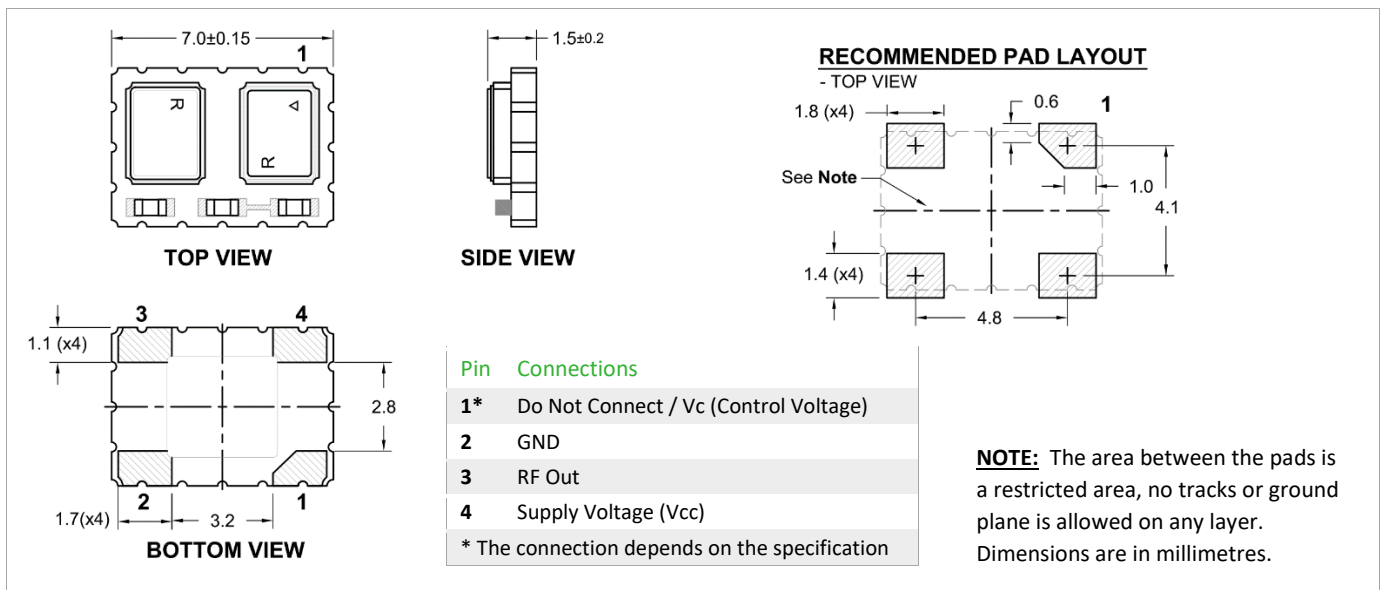 7.0±0.15
1
R
R
TOP VIEW
1.5±0.2
SIDE VIEW
RECOMMENDED PAD LAYOUT
- TOP VIEW
1.8 (x4)
0.6
1
See Note
1.0
4.1
1.4 (x4)
4.8
3
4
1.1 (x4)
2.8
2
1
1.7(x4)
3.2
BOTTOM VIEW
Pin Connections
1* Do Not Connect / Vc (Control Voltage)
2 GND
3 RF Out
4 Supply Voltage (Vcc)
* The connection depends on the specification
NOTE: The area between the pads is
a restricted area, no tracks or ground
plane is allowed on any layer.
Dimensions are in millimetres.